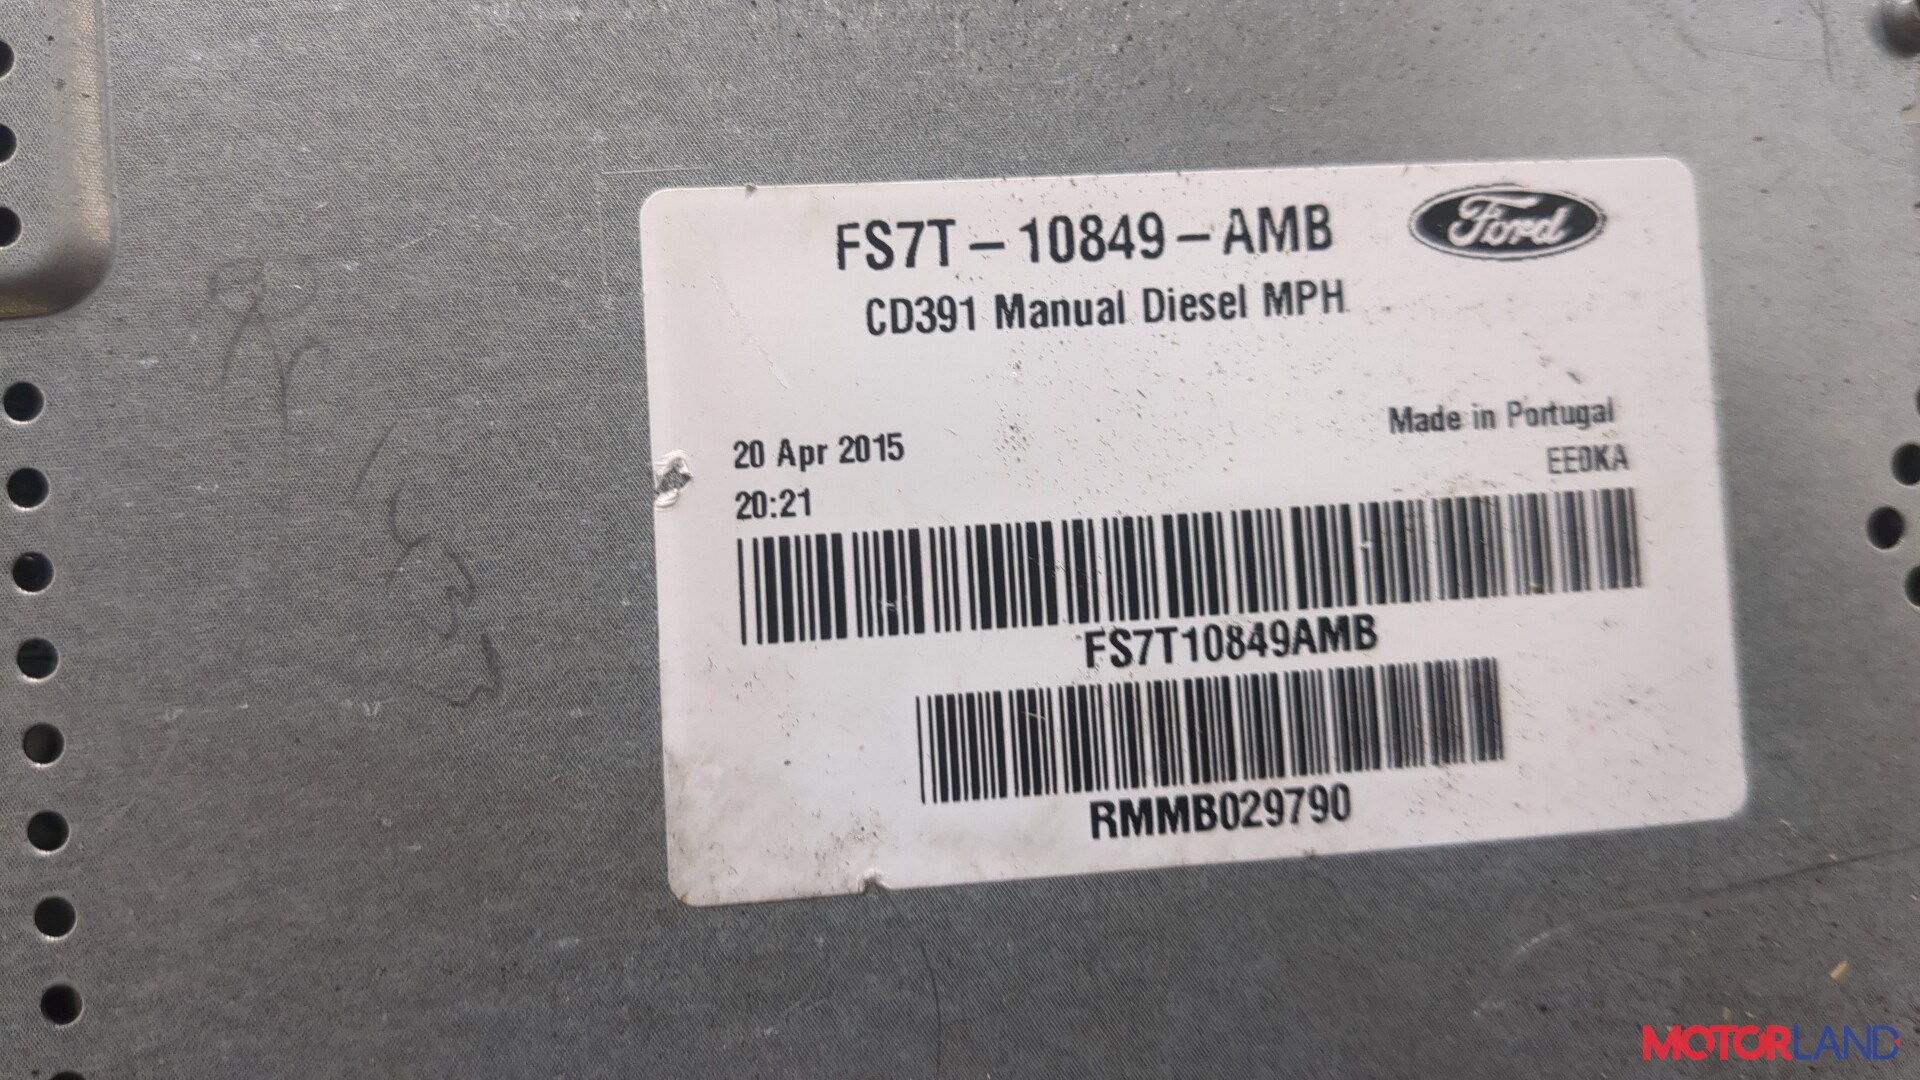 FS7T-10849-AMB
Ford
CD391 Manual Diesel MPH
Made in Portugal
EE0KA
20 Apr 2015
20:21
FS7T10849AMB
RMMB029790
MOTORLAND